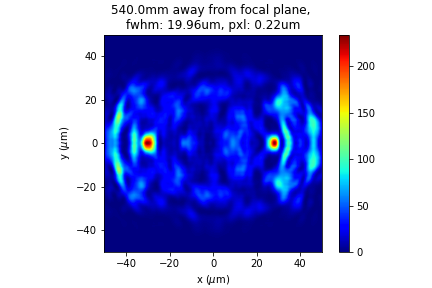 540.0mm away from focal plane,
fwhm: 19.96um, pxl: 0.22um
40
20
0
−20
−40
y (μm)
−40 −20 0 20 40
x (μm)
200
150
100
50
0